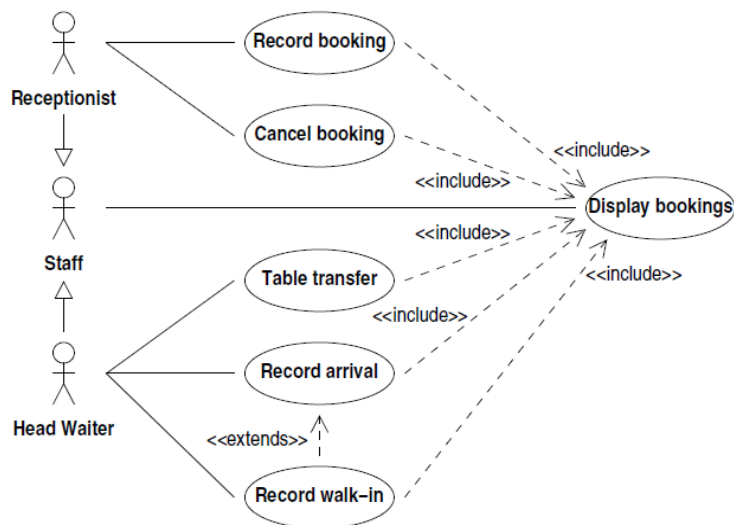 Record booking
Receptionist
Cancel booking
<<include>>
<<include>>
Display bookings
<<include>>
Staff
Table transfer
<<include>>
<<include>>
Record arrival
Head Waiter
<<extends>>
Record walk-in